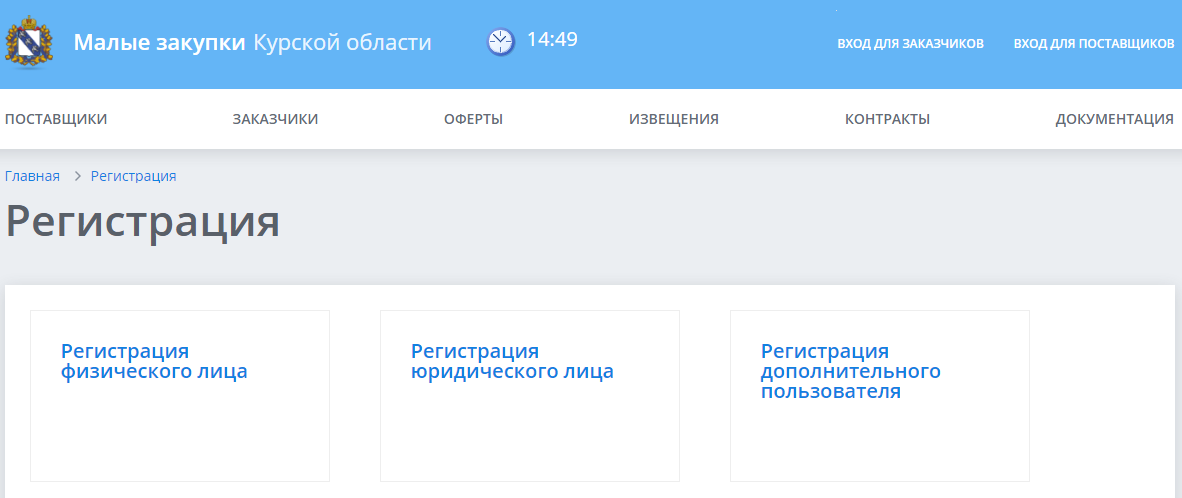 Малые закупки Курской области
14:49
ВХОД ДЛЯ ЗАКАЗЧИКОВ
ВХОД ДЛЯ ПОСТАВЩИКОВ
ПОСТАВЩИКИ
ЗАКАЗЧИКИ
ОФЕРТЫ
ИЗВЕЩЕНИЯ
КОНТРАКТЫ
ДОКУМЕНТАЦИЯ
Главная > Регистрация
Регистрация
Регистрация
физического лица
Регистрация
юридического лица
Регистрация
дополнительного
пользователя